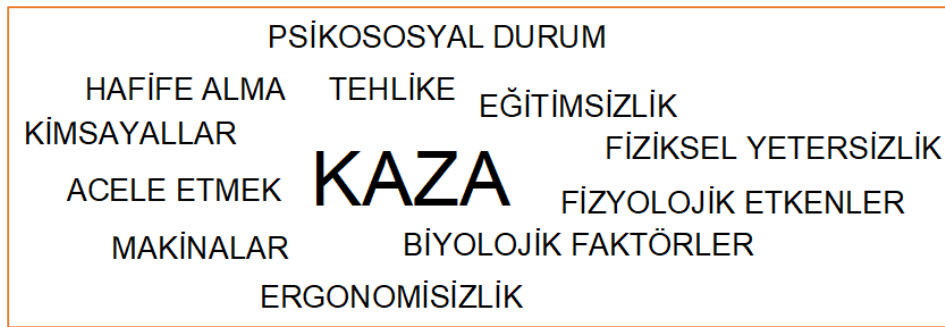 PSİKOSOSYAL DURUM
HAFİFE ALMA TEHLİKE EĞİTİMSİZLİK
KİMSAYALLAR
FİZİKSEL YETERSİZLİK
ACELE ETMEK KAZA FİZYOLOJİK ETKENLER
MAKİNALAR BİYOLOJİK FAKTÖRLER
ERGONOMİSİZLİK